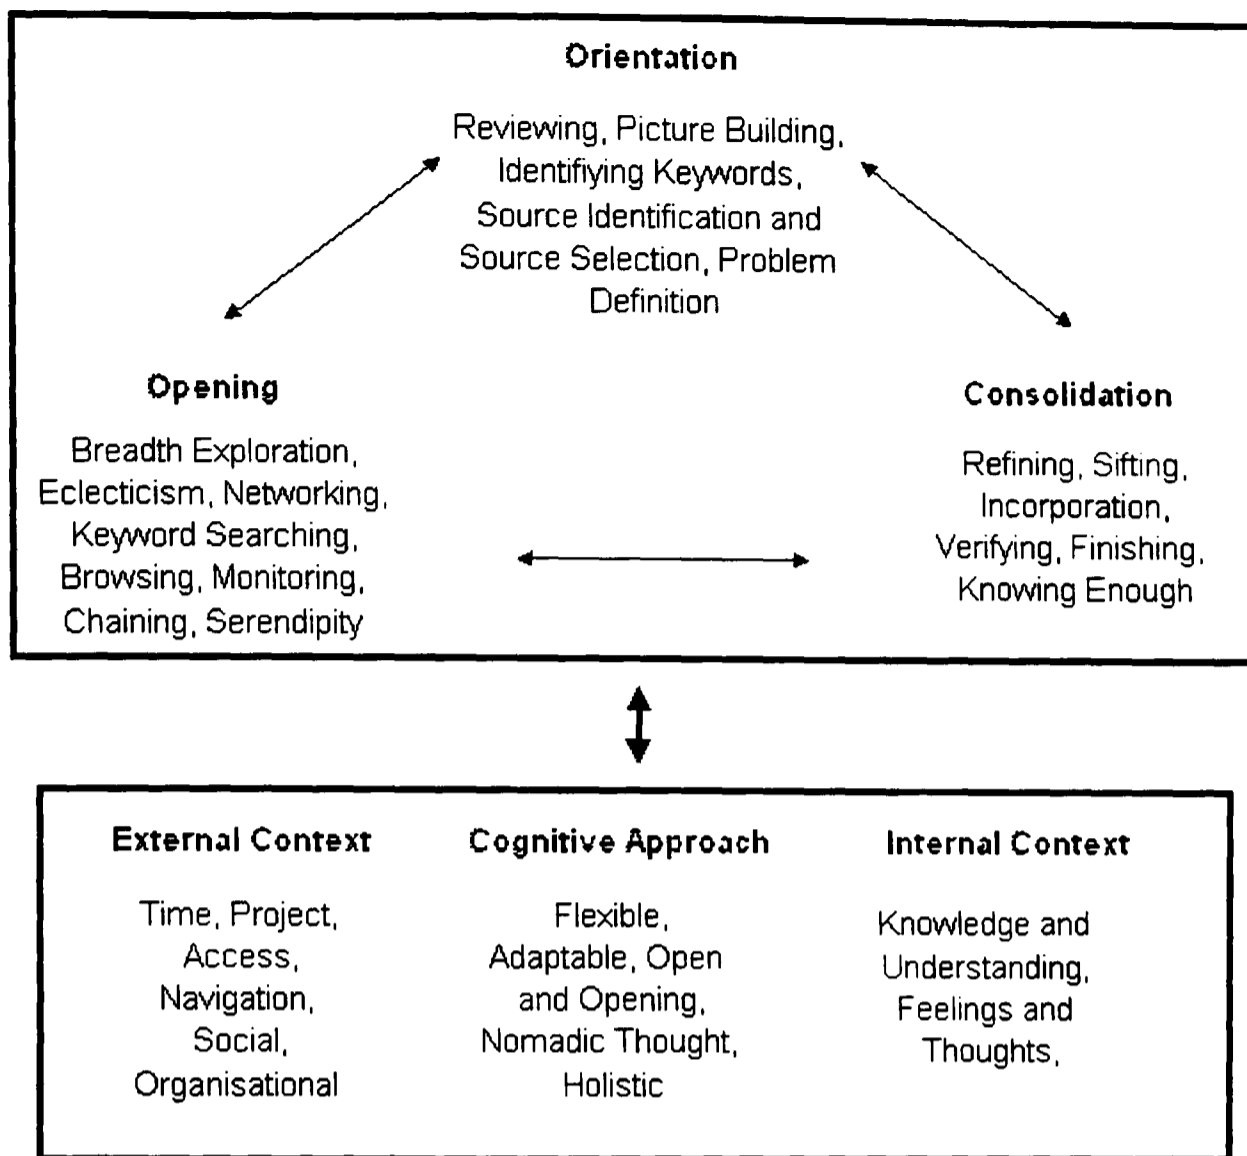 Orientation
Reviewing, Picture Building,
Identifiying Keywords,
Source Identification and
Source Selection, Problem
Definition
Opening
Breadth Exploration,
Eclecticism, Networking,
Keyword Searching,
Browsing, Monitoring,
Chaining, Serendipity
Consolidation
Refining, Sifting,
Incorporation,
Verifying, Finishing,
Knowing Enough
External Context
Time, Project,
Access,
Navigation,
Social,
Organisational
Cognitive Approach
Flexible,
Adaptable, Open
and Opening,
Nomadic Thought,
Holistic
Internal Context
Knowledge and
Understanding,
Feelings and
Thoughts,